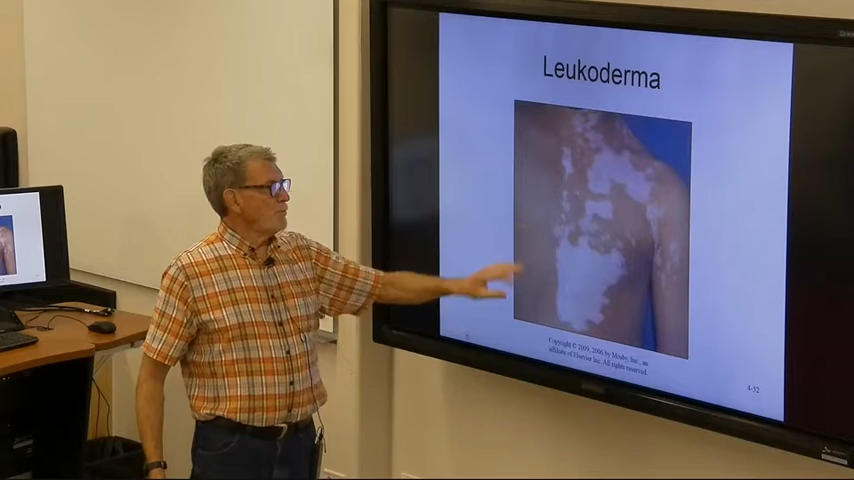 Leukoderma
Copyright © 2009, 2006 by Mosby, Inc., an
affiliate of Elsevier Inc. All rights reserved.
4-52